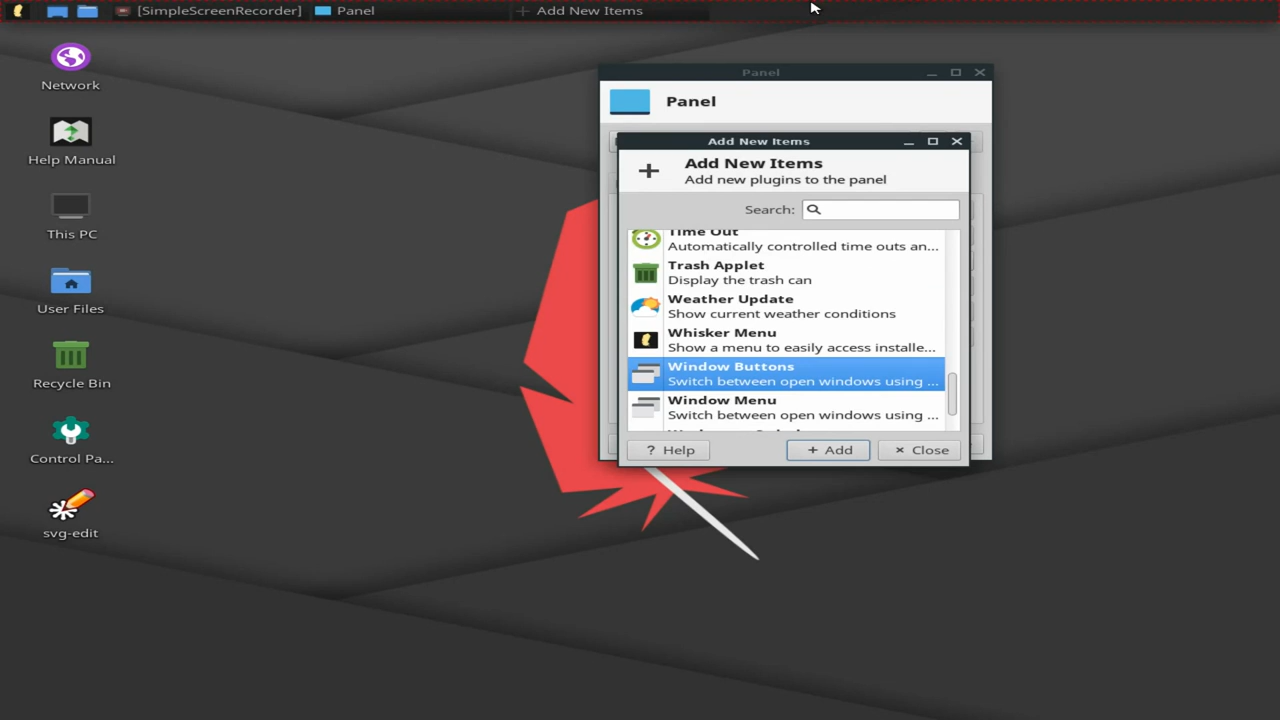 [SimpleScreenRecorder]
Panel
Add New Items
Network
Help Manual
This PC
User Files
Recycle Bin
Control Pa...
svg-edit
Panel
Panel
Add New Items
Add New Items
Add new plugins to the panel
Search:
Time Out
Automatically controlled time outs an...
Trash Applet
Display the trash can
Weather Update
Show current weather conditions
Whisker Menu
Show a menu to easily access installe...
Window Buttons
Switch between open windows using ...
Window Menu
Switch between open windows using ...
? Help
+ Add
× Close